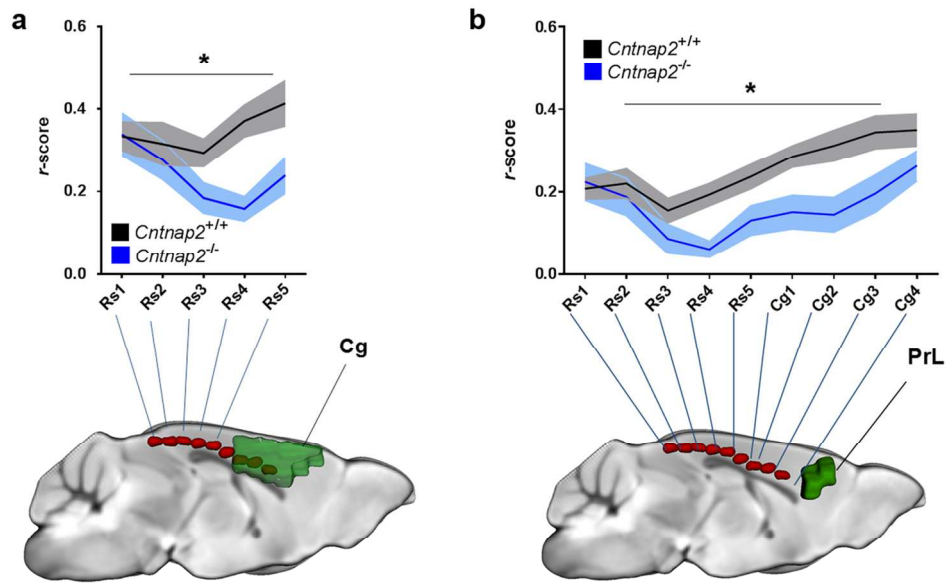 a
0.6
*
0.4
r-score
0.2
Cntnap2+/+
Cntnap2-/-
0.0
Rs1
Rs2
Rs3
Rs4
Rs5
Cg
b
0.6
Cntnap2+/+
Cntnap2-/-
*
0.4
r-score
0.2
0.0
Rs1
Rs2
Rs3
Rs4
Rs5
Cg1
Cg2
Cg3
Cg4
PrL